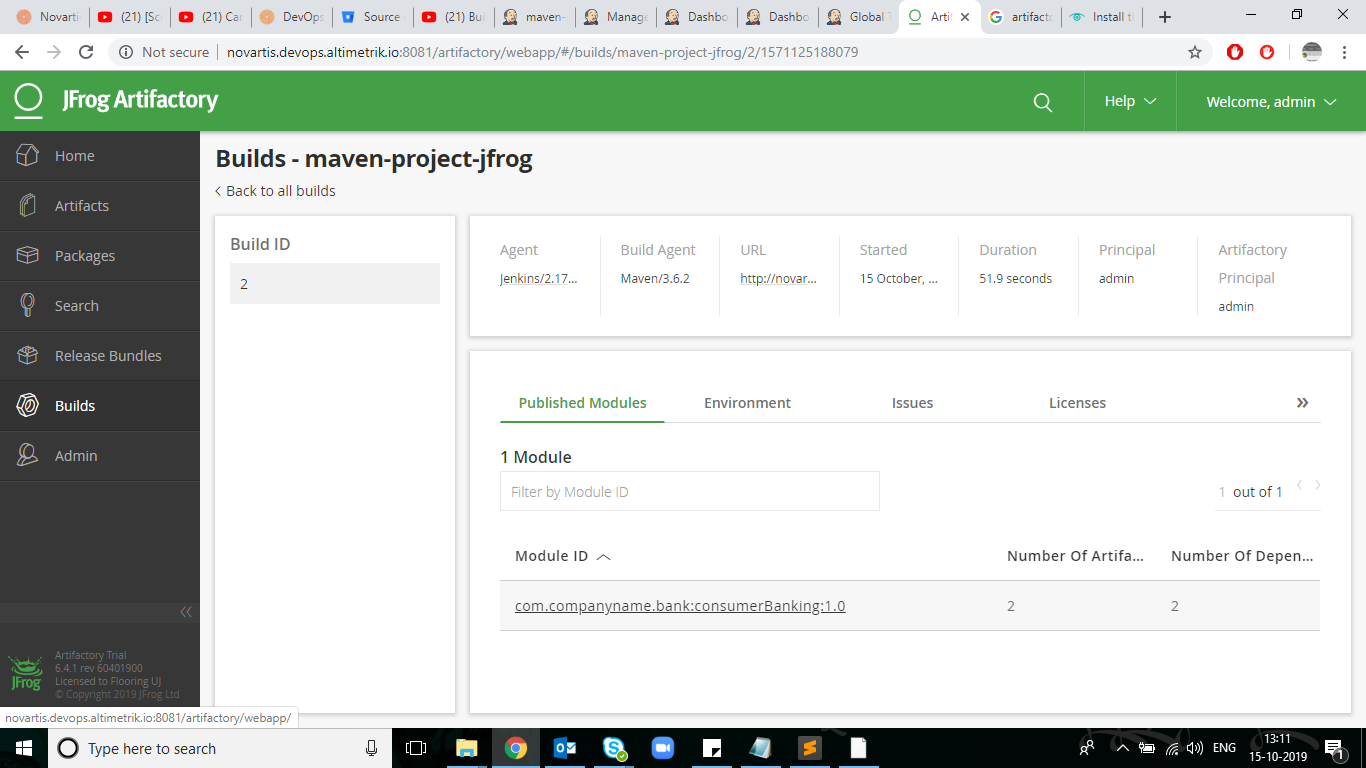 Novartis
(21) [Sc
(21) Car
DevOps
Source
(21) Bui
maven-
Manage
Dashbo
Dashbo
Global T
Artif
artifacto
Install th
Not secure
novartis.devops.altimetrik.io:8081/artifactory/webapp/#/builds/maven-project-jfrog/2/1571125188079
JFrog Artifactory
Help
Welcome, admin
Home
Artifacts
Packages
Search
Release Bundles
Builds
Admin
Artifactory Trial
6.4.1 rev 60401900
Licensed to Flooring UJ
© Copyright 2019 JFrog Ltd
JFrog
Builds - maven-project-jfrog
< Back to all builds
Build ID
2
Agent
Jenkins/2.17...
Build Agent
Maven/3.6.2
URL
http://novar...
Started
15 October, ...
Duration
51.9 seconds
Principal
admin
Artifactory
Principal
admin
Published Modules
Environment
Issues
Licenses
»
1 Module
Filter by Module ID
1 out of 1
Module ID
Number Of Artifa...
Number Of Depen...
com.companyname.bank:consumerBanking:1.0
2
2
novartis.devops.altimetrik.io:8081/artifactory/webapp/
Type here to search
ENG
13:11
15-10-2019
1